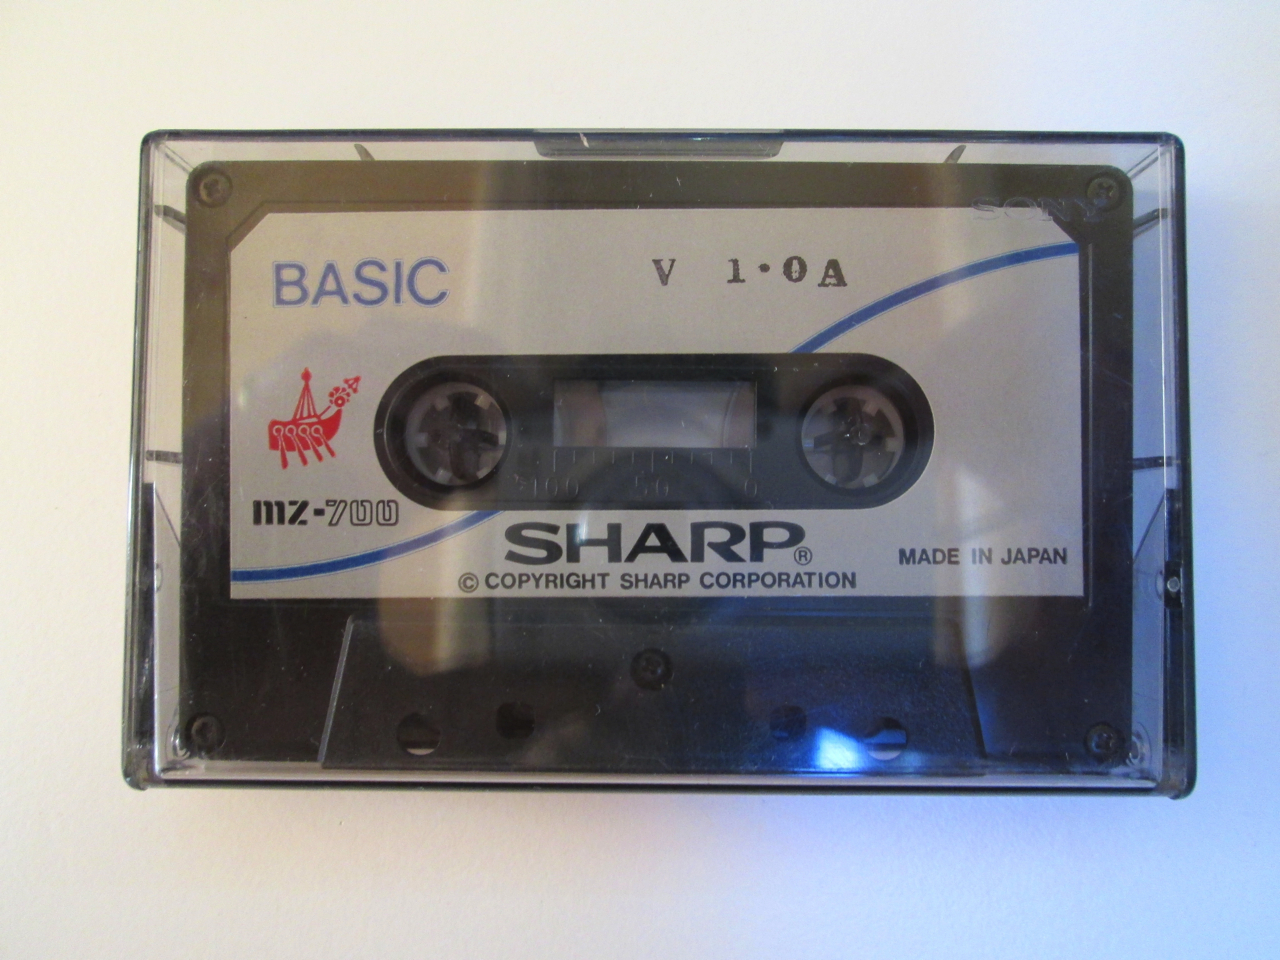 SONY
BASIC
V 1·0A
100 50 0
mz-700
SHARP®
© COPYRIGHT SHARP CORPORATION
MADE IN JAPAN